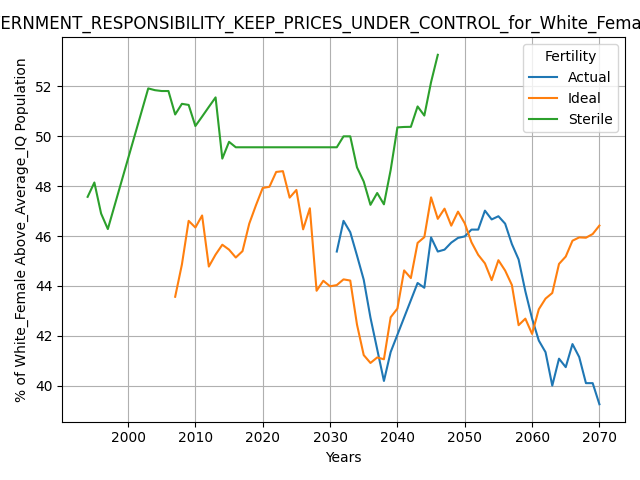 ERNMENT_RESPONSIBILITY_KEEP_PRICES_UNDER_CONTROL_for_White_Fema
% of White_Female Above_Average_IQ Population
52
50
48
46
44
42
40
Fertility
Actual
Ideal
Sterile
2000 2010 2020 2030 2040 2050 2060 2070
Years